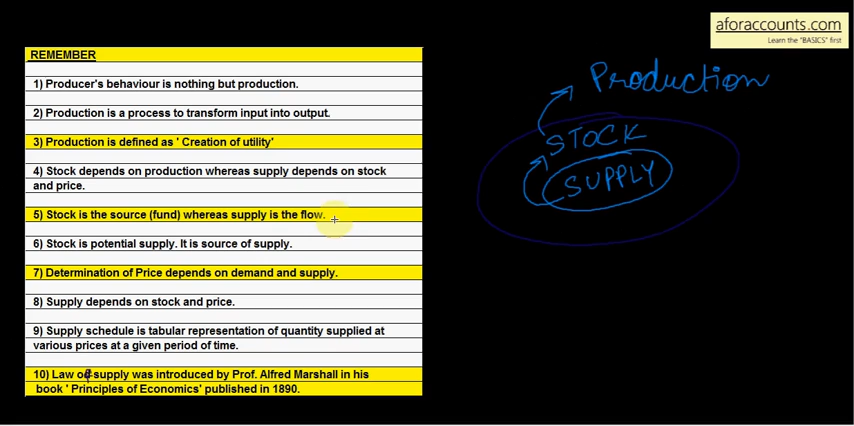 aforaccounts.com
Learn the "BASICS" first
REMEMBER
1) Producer's behaviour is nothing but production.
2) Production is a process to transform input into output.
3) Production is defined as ' Creation of utility'
4) Stock depends on production whereas supply depends on stock
and price.
5) Stock is the source (fund) whereas supply is the flow.
6) Stock is potential supply. It is source of supply.
7) Determination of Price depends on demand and supply.
8) Supply depends on stock and price.
9) Supply schedule is tabular representation of quantity supplied at
various prices at a given period of time.
10) Law of supply was introduced by Prof. Alfred Marshall in his
book ' Principles of Economics' published in 1890.
Production
STOCK
SUPPLY